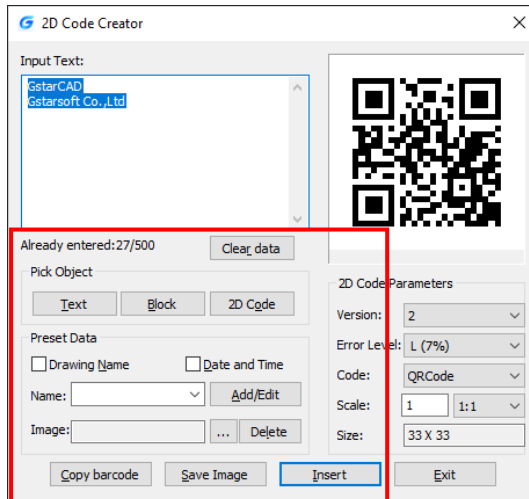 2D Code Creator
Input Text:
GstarCAD
Gstarsoft Co.,Ltd
Already entered:27/500
Clear data
Pick Object
Text
Block
2D Code
Preset Data
Drawing Name
Date and Time
Name:
Add/Edit
Image:
...
Delete
2D Code Parameters
Version:
2
Error Level:
L (7%)
Code:
QRCode
Scale:
1
1:1
Size:
33 X 33
Copy barcode
Save Image
Insert
Exit